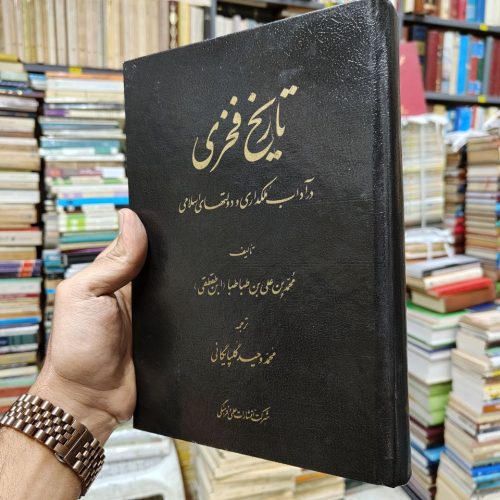 تاریخ فخری
در آداب ملکداری و دولتهای اسلامی
تألیف
محمد بن علی بن طباطبا (ابن طقطقی)
ترجمه
محمد وحید گلپایگانی
شرکت انتشارات علمی و فرهنگی